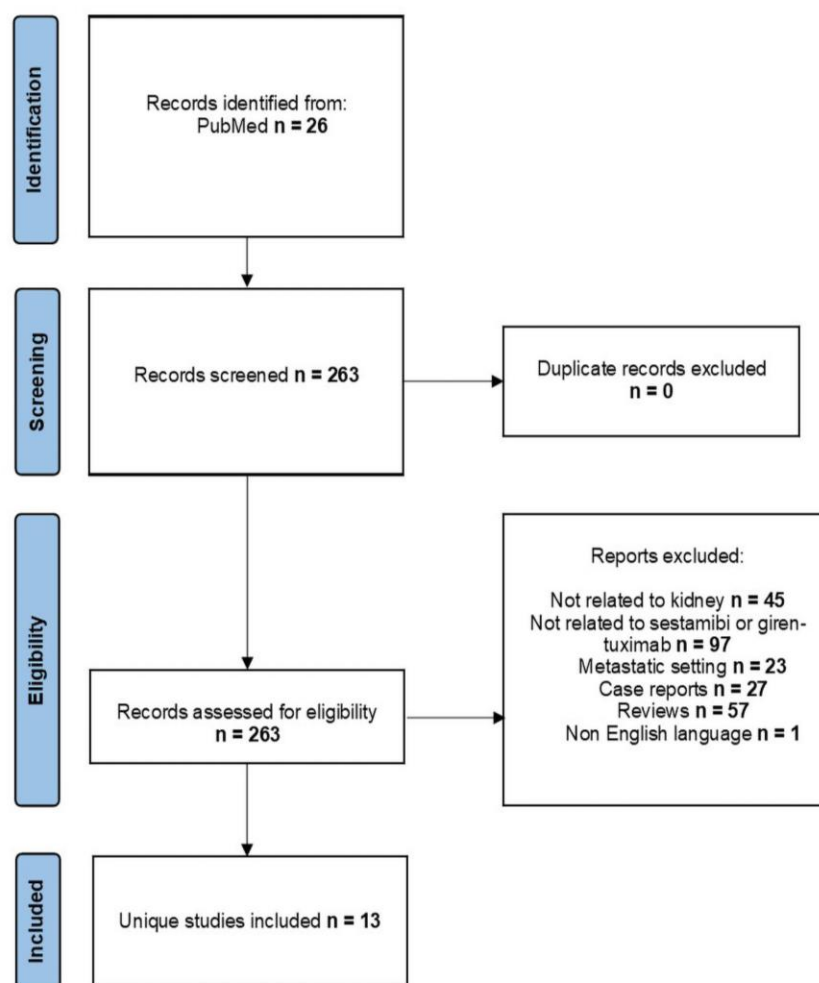 Identification
Records identified from:
PubMed n = 26
Screening
Records screened n = 263
Duplicate records excluded
n = 0
Eligibility
Records assessed for eligibility
n = 263
Reports excluded:
Not related to kidney n = 45
Not related to sestamibi or giren-
tuximab n = 97
Metastatic setting n = 23
Case reports n = 27
Reviews n = 57
Non English language n = 1
Included
Unique studies included n = 13